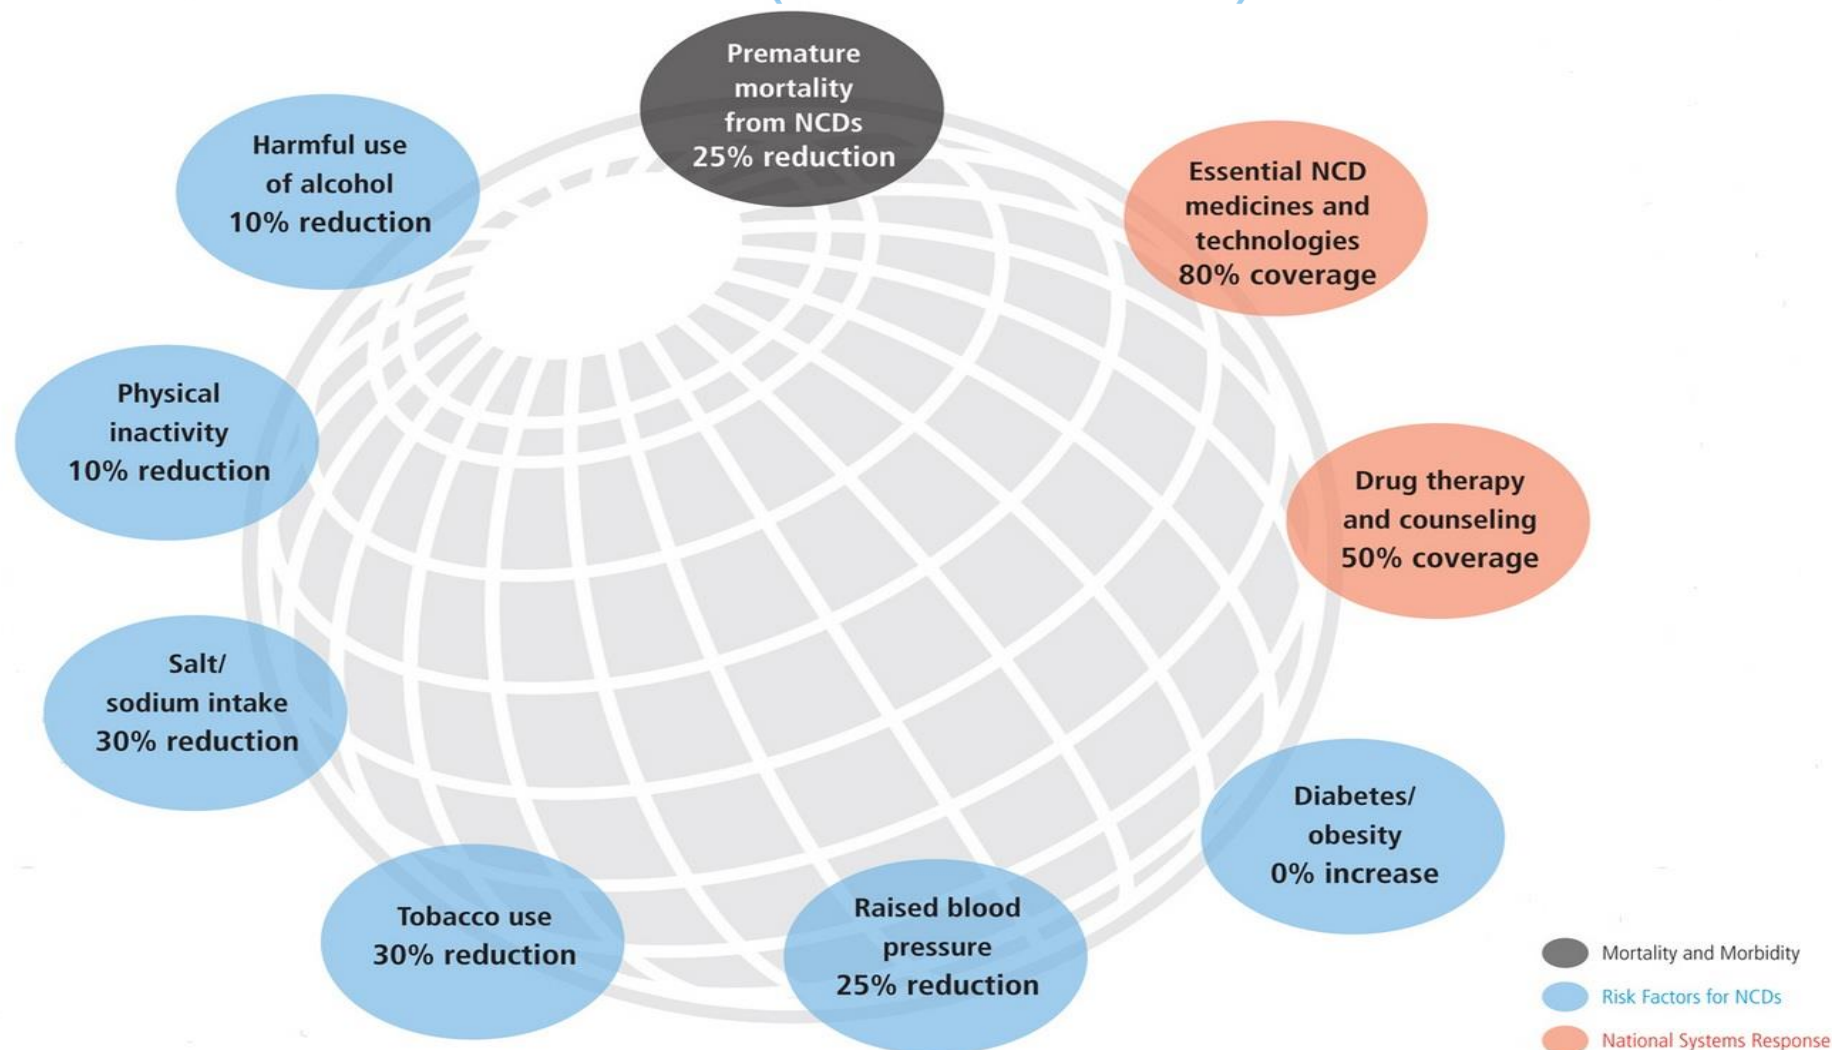 Premature
mortality
from NCDs
25% reduction
Harmful use
of alcohol
10% reduction
Essential NCD
medicines and
technologies
80% coverage
Physical
inactivity
10% reduction
Drug therapy
and counseling
50% coverage
Salt/
sodium intake
30% reduction
Diabetes/
obesity
0% increase
Tobacco use
30% reduction
Raised blood
pressure
25% reduction
Mortality and Morbidity
Risk Factors for NCDs
National Systems Response